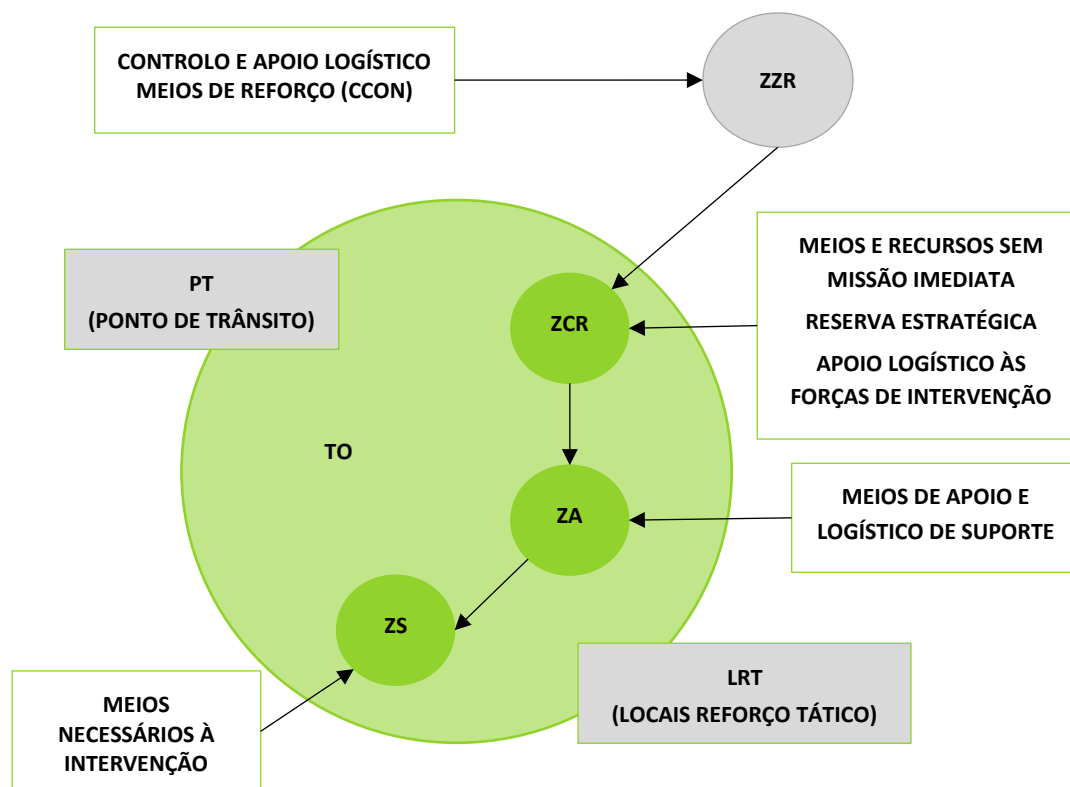 CONTROLO E APOIO LOGÍSTICO
MEIOS DE REFORÇO (CCON)
ZZR
PT
(PONTO DE TRÂNSITO)
ZCR
MEIOS E RECURSOS SEM
MISSÃO IMEDIATA
RESERVA ESTRATÉGICA
APOIO LOGÍSTICO ÀS
FORÇAS DE INTERVENÇÃO
TO
ZA
MEIOS DE APOIO E
LOGÍSTICO DE SUPORTE
ZS
LRT
(LOCAIS REFORÇO TÁTICO)
MEIOS
NECESSÁRIOS À
INTERVENÇÃO